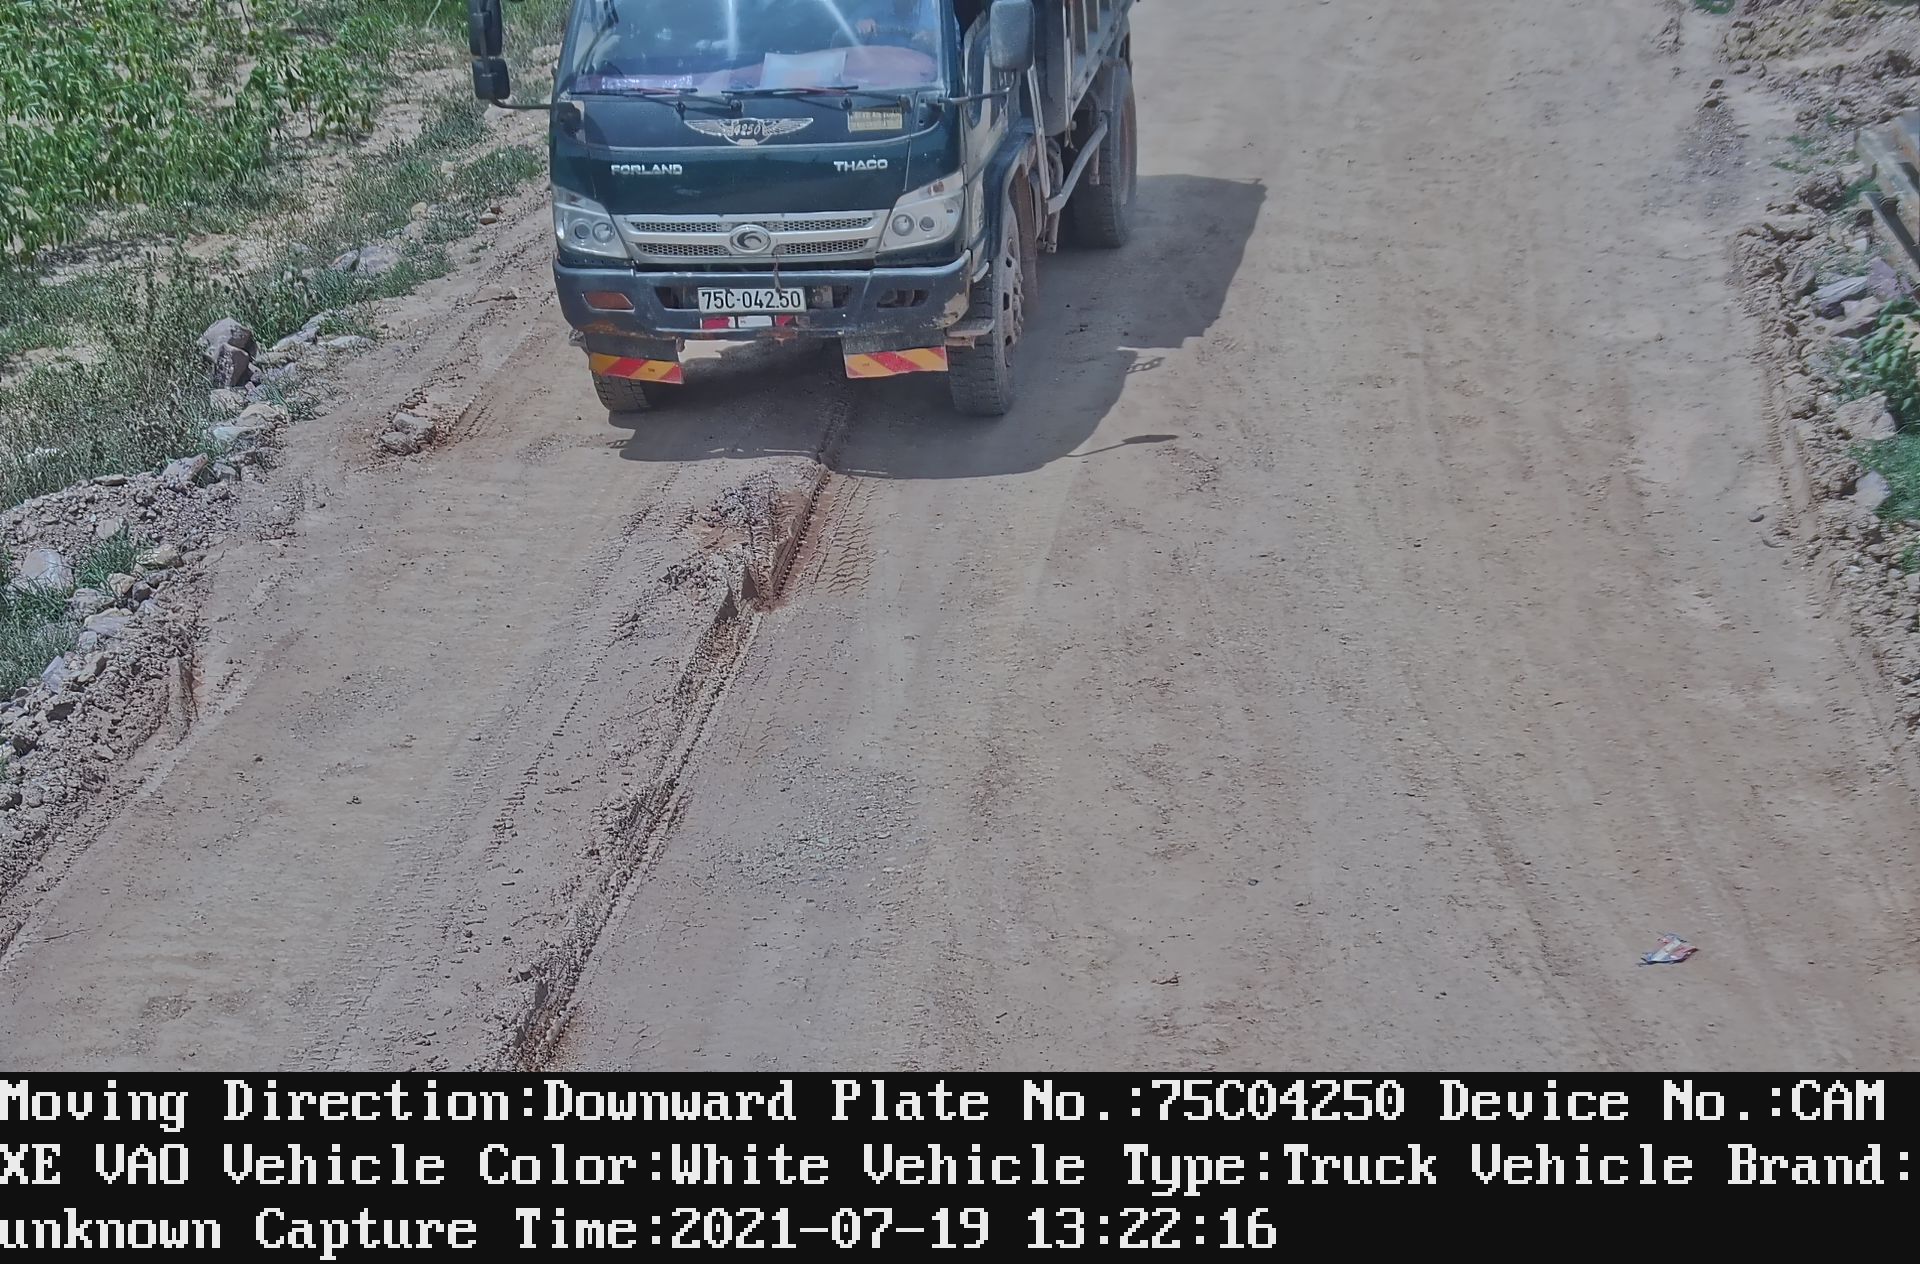 4250
FORLAND THACO
75C-042.50
Moving Direction:Downward Plate No.:75C04250 Device No.:CAM
XE VAO Vehicle Color:White Vehicle Type:Truck Vehicle Brand:
unknown Capture Time:2021-07-19 13:22:16